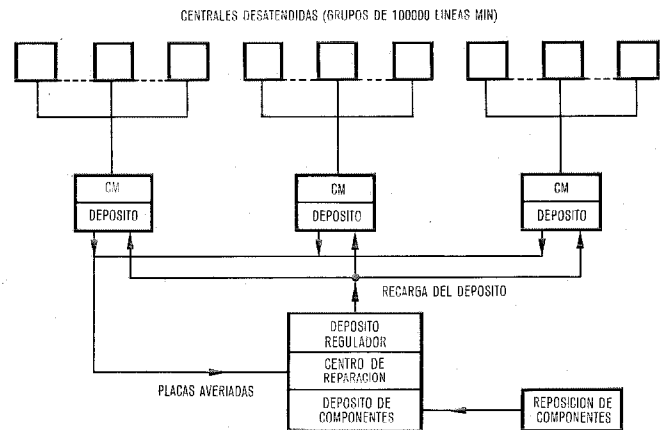 CENTRALES DESATENDIDAS (GRUPOS DE 100000 LINEAS MIN)
CM
DEPOSITO
CM
DEPOSITO
CM
DEPOSITO
RECARGA DEL DEPOSITO
DEPOSITO
REGULADOR
CENTRO DE
REPARACION
PLACAS AVERIADAS
DEPOSITO DE
COMPONENTES
REPOSICION DE
COMPONENTES